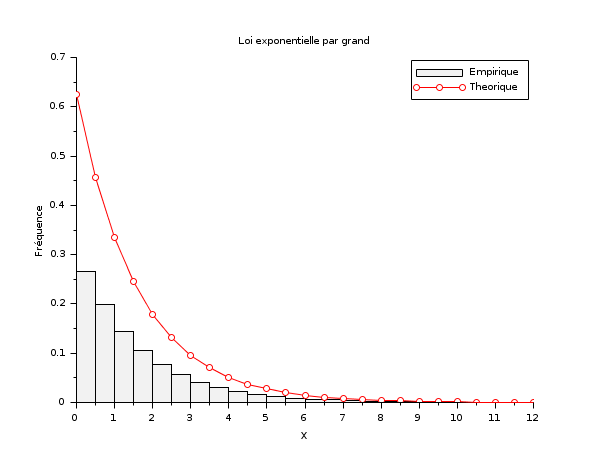 Loi exponentielle par grand
0.7
0.6
0.5
0.4
0.3
0.2
0.1
0
Fréquence
Empirique
Theorique
0 1 2 3 4 5 6 7 8 9 10 11 12
X